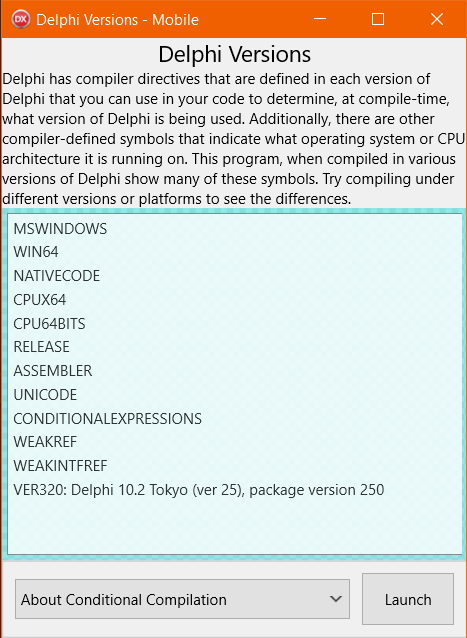 DX Delphi Versions - Mobile
Delphi Versions
Delphi has compiler directives that are defined in each version of
Delphi that you can use in your code to determine, at compile-time,
what version of Delphi is being used. Additionally, there are other
compiler-defined symbols that indicate what operating system or CPU
architecture it is running on. This program, when compiled in various
versions of Delphi show many of these symbols. Try compiling under
different versions or platforms to see the differences.
MSWINDOWS
WIN64
NATIVECODE
CPUX64
CPU64BITS
RELEASE
ASSEMBLER
UNICODE
CONDITIONALEXPRESSIONS
WEAKREF
WEAKINTFREF
VER320: Delphi 10.2 Tokyo (ver 25), package version 250
About Conditional Compilation
Launch